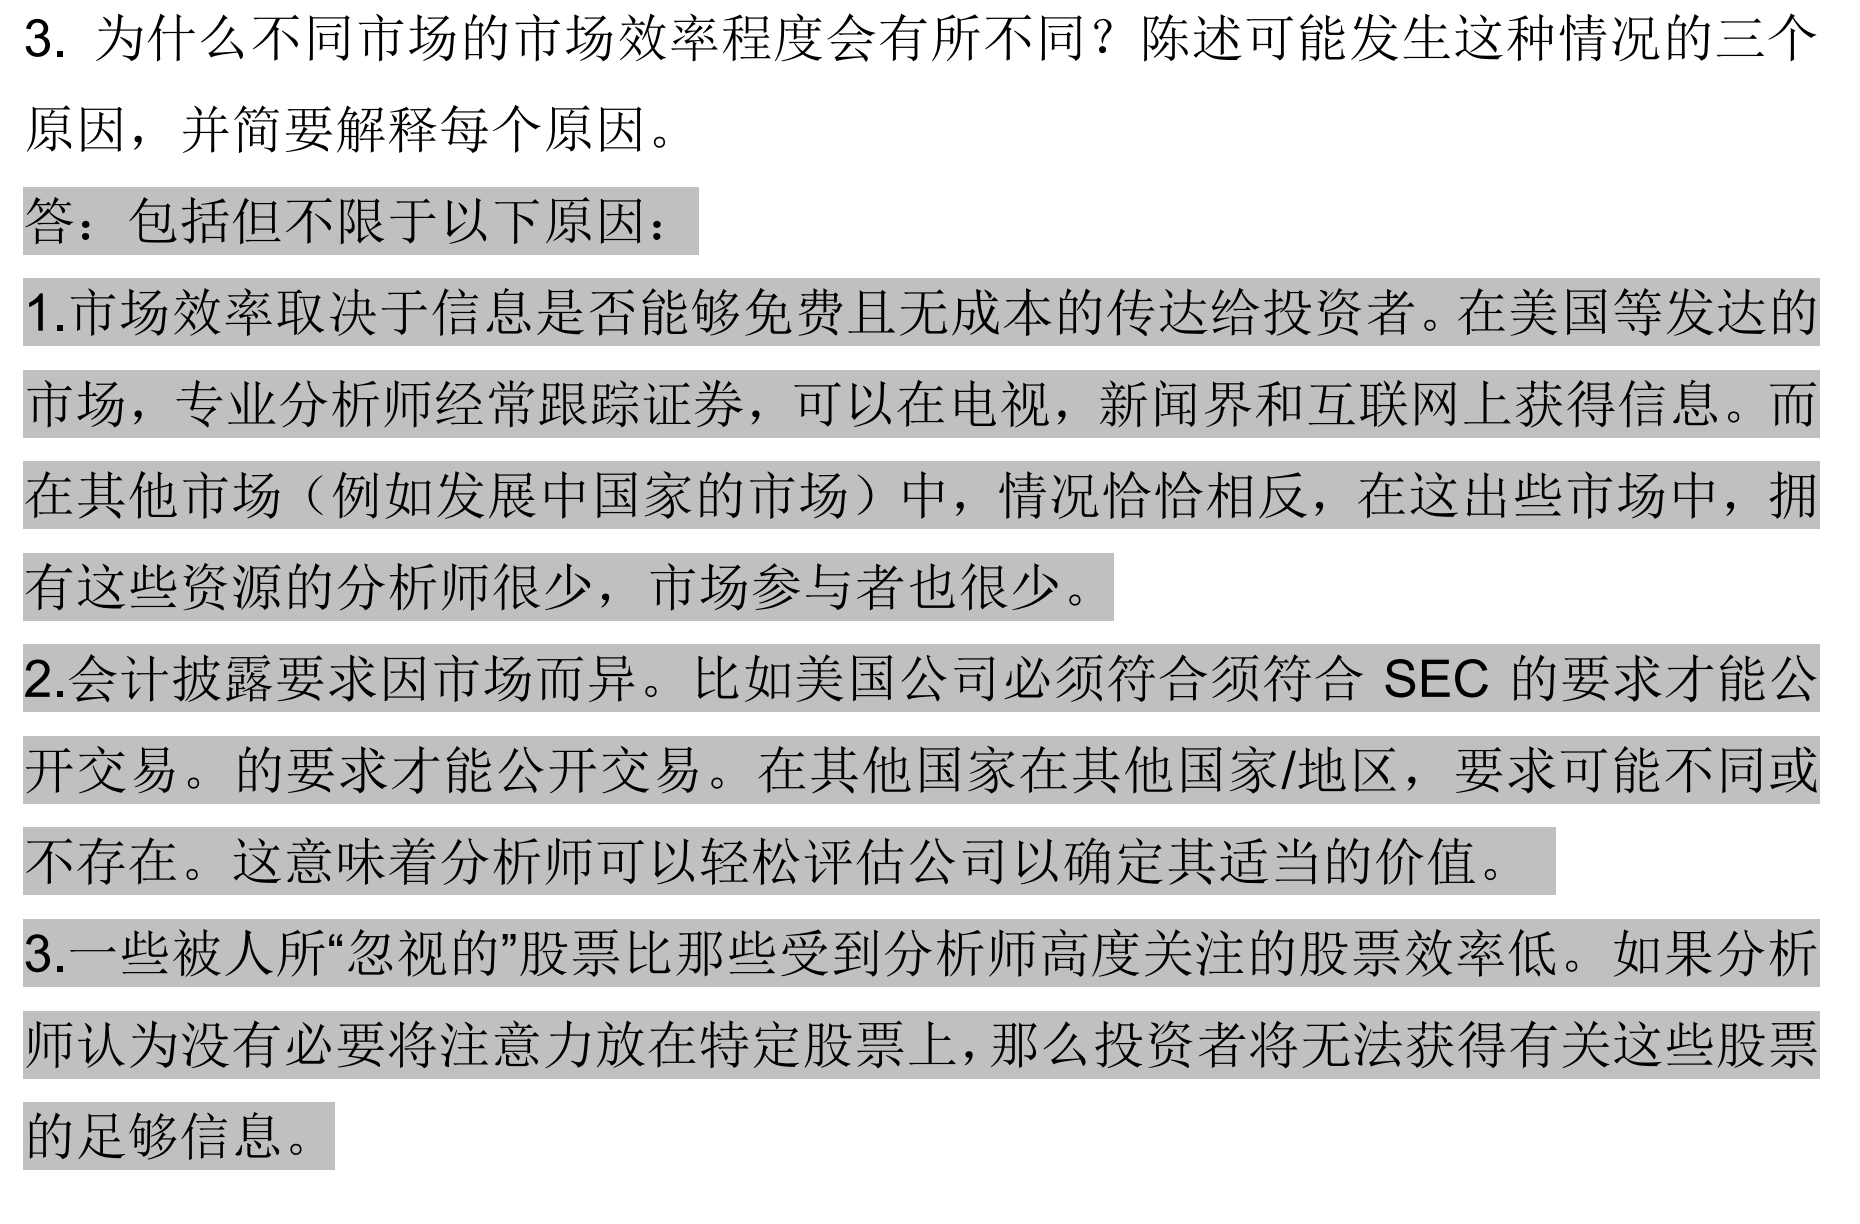 3. 为什么不同市场的市场效率程度会有所不同？陈述可能发生这种情况的三个
原因，并简要解释每个原因。
答：包括但不限于以下原因：
1.市场效率取决于信息是否能够免费且无成本的传达给投资者。在美国等发达的
市场，专业分析师经常跟踪证券，可以在电视，新闻界和互联网上获得信息。而
在其他市场（例如发展中国家的市场）中，情况恰恰相反，在这出些市场中，拥
有这些资源的分析师很少，市场参与者也很少。
2.会计披露要求因市场而异。比如美国公司必须符合须符合 SEC 的要求才能公
开交易。的要求才能公开交易。在其他国家在其他国家/地区，要求可能不同或
不存在。这意味着分析师可以轻松评估公司以确定其适当的价值。
3.一些被人所“忽视的”股票比那些受到分析师高度关注的股票效率低。如果分析
师认为没有必要将注意力放在特定股票上，那么投资者将无法获得有关这些股票
的足够信息。